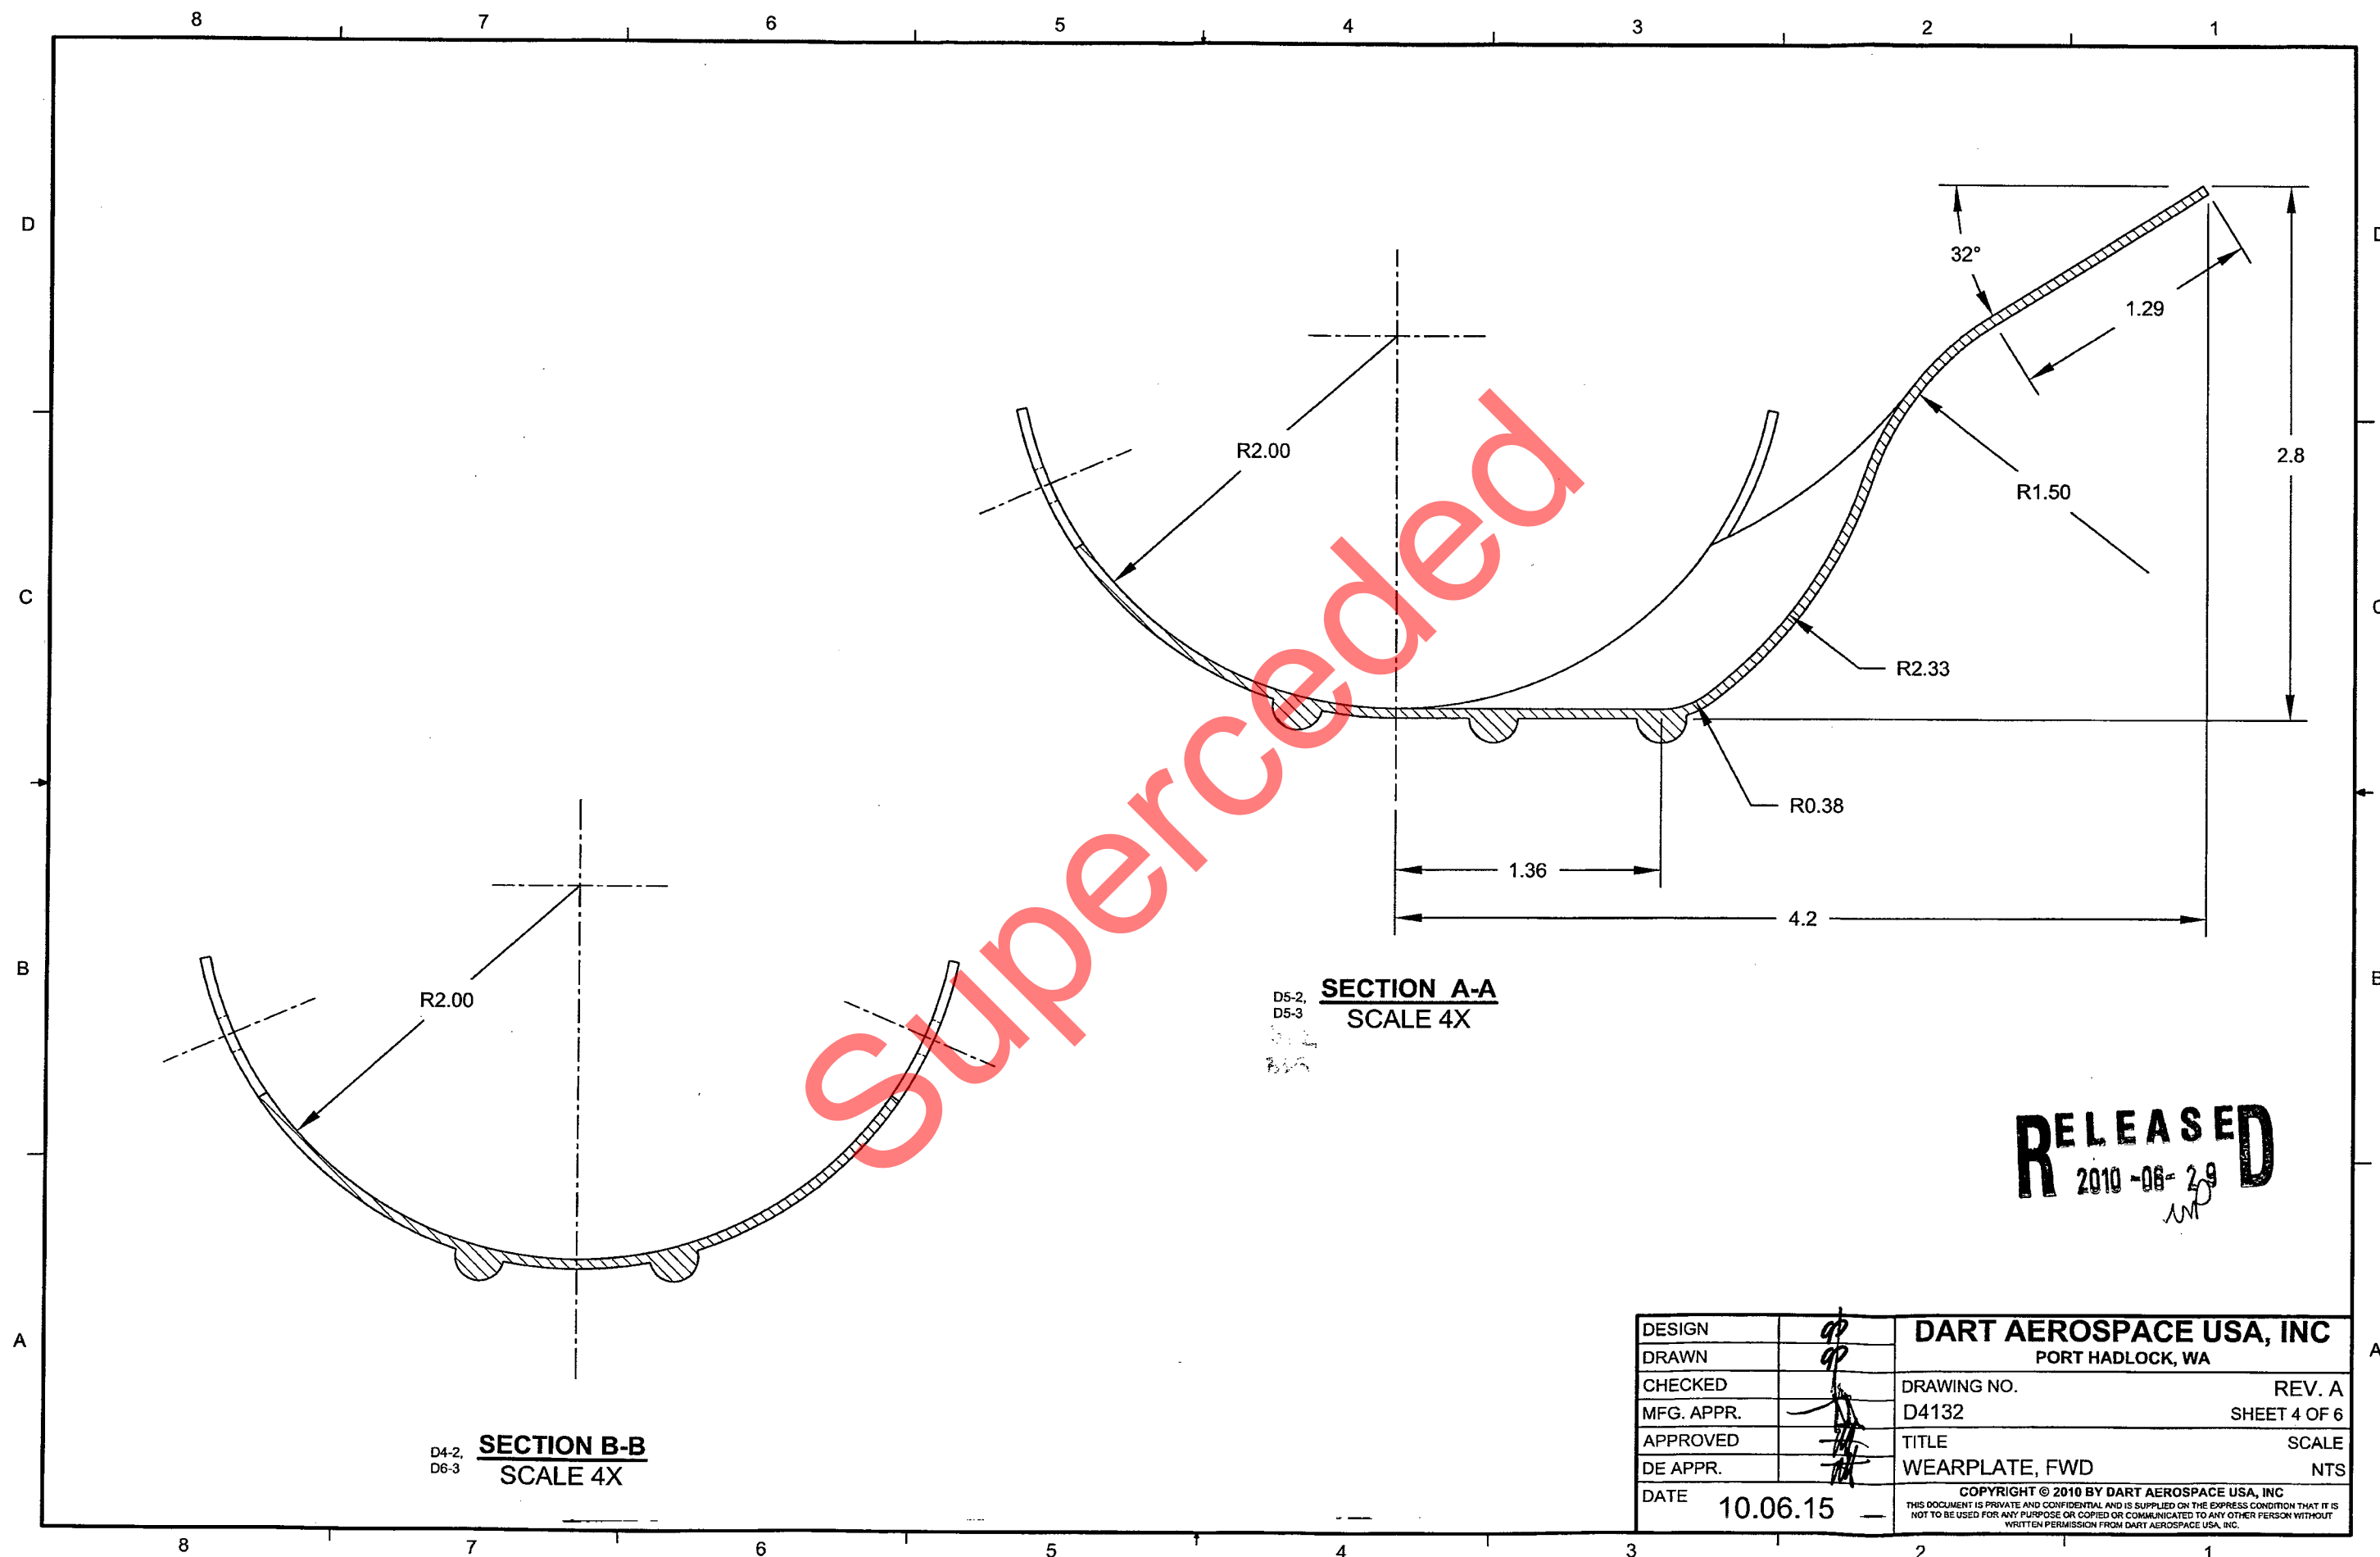 8 7 6 5 4 3 2 1
D
32°
1.29
R2.00
2.8
R1.50
C
R2.33
R0.38
1.36
4.2
B
R2.00
D5-2, SECTION A-A
D5-3 SCALE 4X
Superceded
RELEASED
2010-06-29
A A
D4-2, SECTION B-B
D6-3 SCALE 4X
DESIGN
DRAWN
CHECKED
MFG. APPR.
APPROVED
DE APPR.
DATE 10.06.15
DART AEROSPACE USA, INC
PORT HADLOCK, WA
DRAWING NO. REV. A
D4132 SHEET 4 OF 6
TITLE SCALE
WEARPLATE, FWD NTS
COPYRIGHT © 2010 BY DART AEROSPACE USA, INC
THIS DOCUMENT IS PRIVATE AND CONFIDENTIAL AND IS SUPPLIED ON THE EXPRESS CONDITION THAT IT IS
NOT TO BE USED FOR ANY PURPOSE OR COPIED OR COMMUNICATED TO ANY OTHER PERSON WITHOUT
WRITTEN PERMISSION FROM DART AEROSPACE USA, INC.
8 7 6 5 4 3 2 1